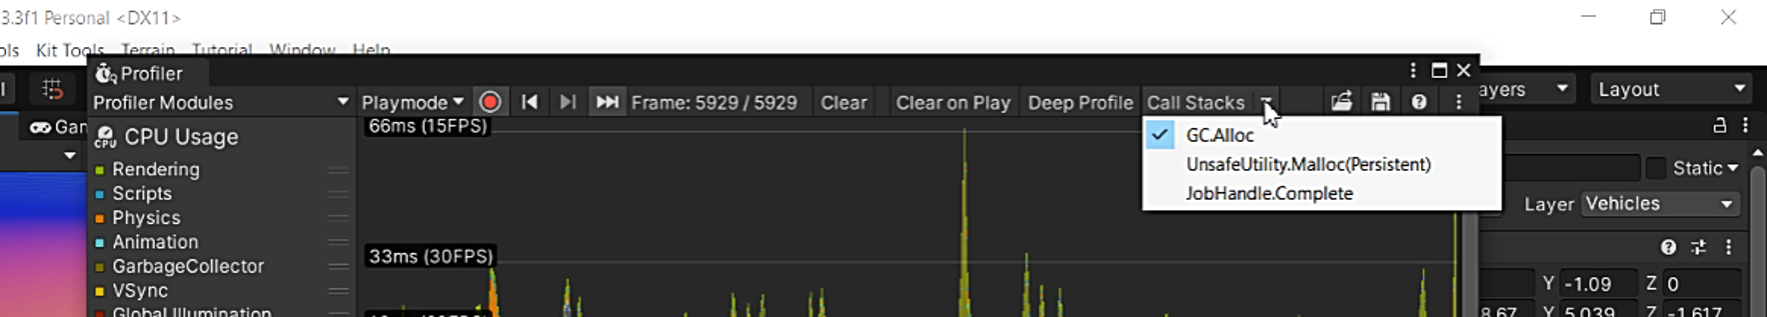 3.3f1 Personal <DX11>
ols Kit Tools Terrain Tutorial Window Help
Profiler
Profiler Modules Playmode Frame: 5929 / 5929 Clear Clear on Play Deep Profile Call Stacks
ayers Layout
Gan
CPU Usage
CPU
Rendering
Scripts
Physics
Animation
GarbageCollector
VSync
Global Illumination
66ms (15FPS)
33ms (30FPS)
GC.Alloc
UnsafeUtility.Malloc(Persistent)
JobHandle.Complete
Static
Layer Vehicles
Y -1.09 Z 0
8.67 Y 5.039 Z -1.617